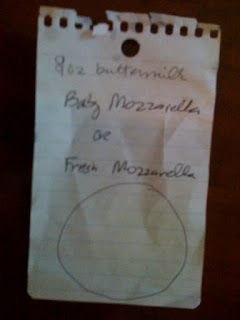 8oz buttermilk
Baby Mozzarella
or
Fresh Mozzarella